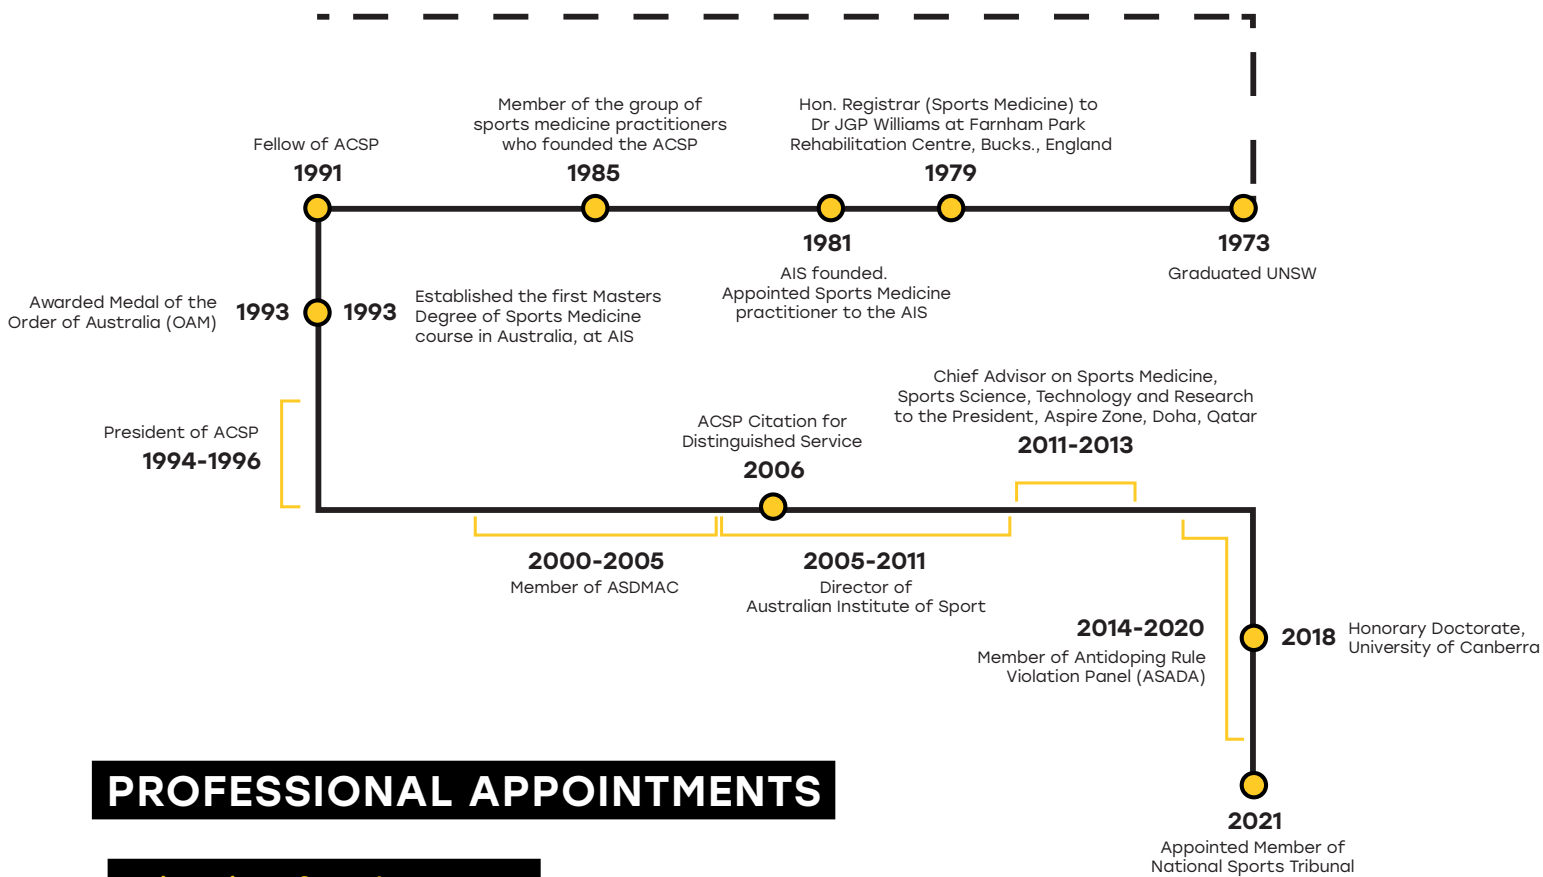 Member of the group of
sports medicine practitioners
who founded the ACSP
1985
Hon. Registrar (Sports Medicine) to
Dr JGP Williams at Farnham Park
Rehabilitation Centre, Bucks., England
1979
Fellow of ACSP
1991
1981
AIS founded.
Appointed Sports Medicine
practitioner to the AIS
1973
Graduated UNSW
Awarded Medal of the
Order of Australia (OAM)
1993
1993
Established the first Masters
Degree of Sports Medicine
course in Australia, at AIS
President of ACSP
1994-1996
ACSP Citation for
Distinguished Service
2006
Chief Advisor on Sports Medicine,
Sports Science, Technology and Research
to the President, Aspire Zone, Doha, Qatar
2011-2013
2000-2005
Member of ASDMAC
2005-2011
Director of
Australian Institute of Sport
2014-2020
Member of Antidoping Rule
Violation Panel (ASADA)
2018
Honorary Doctorate,
University of Canberra
PROFESSIONAL APPOINTMENTS
2021
Appointed Member of
National Sports Tribunal